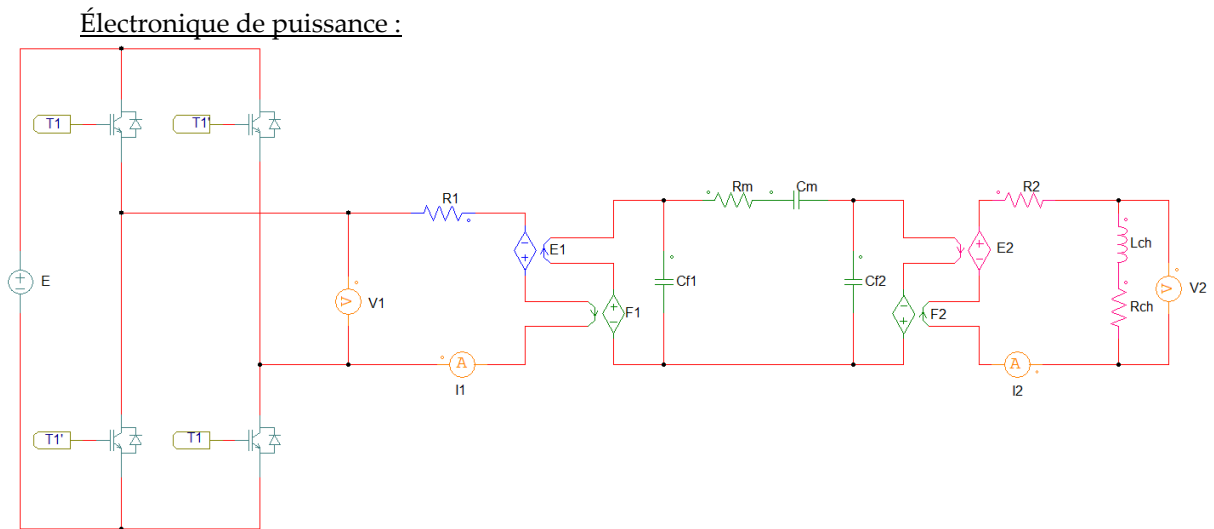 Électronique de puissance :
T1
T1'
R1
Rm
Cm
R2
E1
E2
Lch
E
V1
Cf1
Cf2
V2
F1
F2
Rch
A
A
I1
I2
T1'
T1